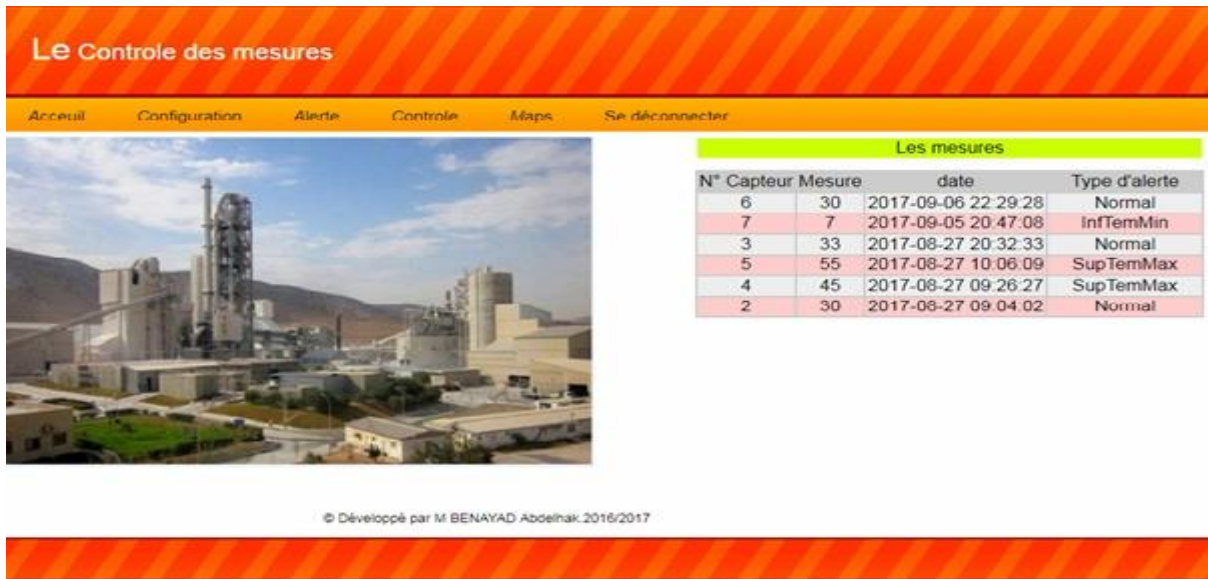 Le Controle des mesures
Acceuil Configuration Alerte Controle Maps Se déconnecter
Les mesures
N° Capteur Mesure date Type d'alerte
6 30 2017-09-06 22:29:28 Normal
7 7 2017-09-05 20:47:08 InfTemMin
3 33 2017-08-27 20:32:33 Normal
5 55 2017-08-27 10:06:09 SupTemMax
4 45 2017-08-27 09:26:27 SupTemMax
2 30 2017-08-27 09:04:02 Normal
© Développé par M BENAYAD Abdelhak 2016/2017